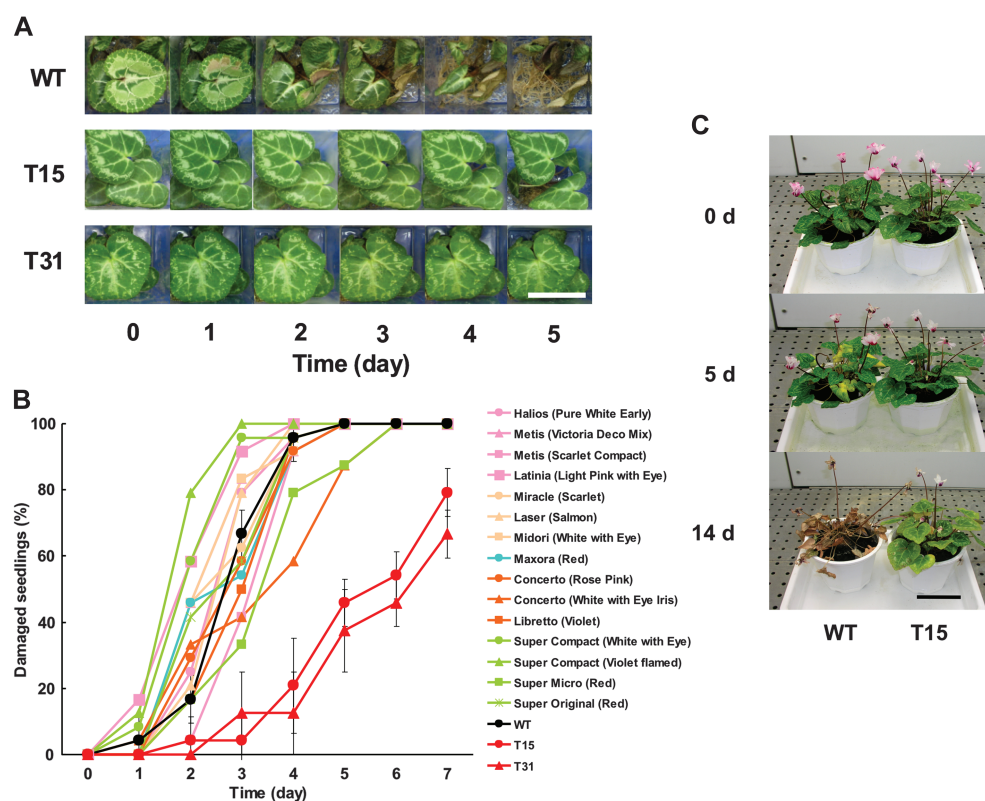 A
WT
T15
T31
0 1 2 3 4 5
Time (day)
B
Damaged seedlings (%)
100
80
60
40
20
0
0 1 2 3 4 5 6 7
Time (day)
Halios (Pure White Early)
Metis (Victoria Deco Mix)
Metis (Scarlet Compact)
Latinia (Light Pink with Eye)
Miracle (Scarlet)
Laser (Salmon)
Midori (White with Eye)
Maxora (Red)
Concerto (Rose Pink)
Concerto (White with Eye Iris)
Libretto (Violet)
Super Compact (White with Eye)
Super Compact (Violet flamed)
Super Micro (Red)
Super Original (Red)
WT
T15
T31
C
0 d
5 d
14 d
WT T15